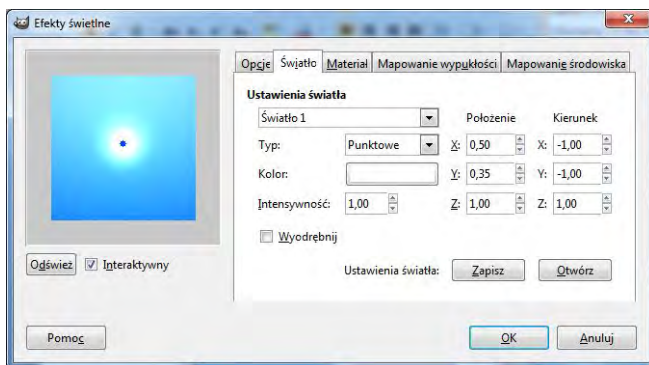 Efekty świetlne
Opcje Światło Materiał Mapowanie wypukłości Mapowanie środowiska
Ustawienia światła
Światło 1 Położenie Kierunek
Typ: Punktowe X: 0,50 X: -1,00
Kolor: Y: 0,35 Y: -1,00
Intensywność: 1,00 Z: 1,00 Z: 1,00
Wyodrębnij
Odśwież Interaktywny
Ustawienia światła: Zapisz Otwórz
Pomoc OK Anuluj